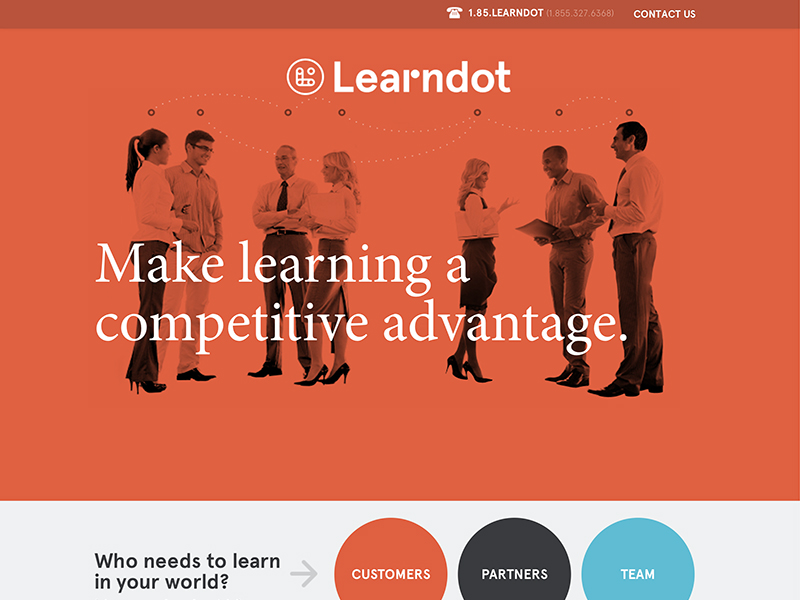 1.85.LEARNDOT (1.855.327.6368) CONTACT US
Learndot
Make learning a
competitive advantage.
Who needs to learn
in your world?
CUSTOMERS PARTNERS TEAM